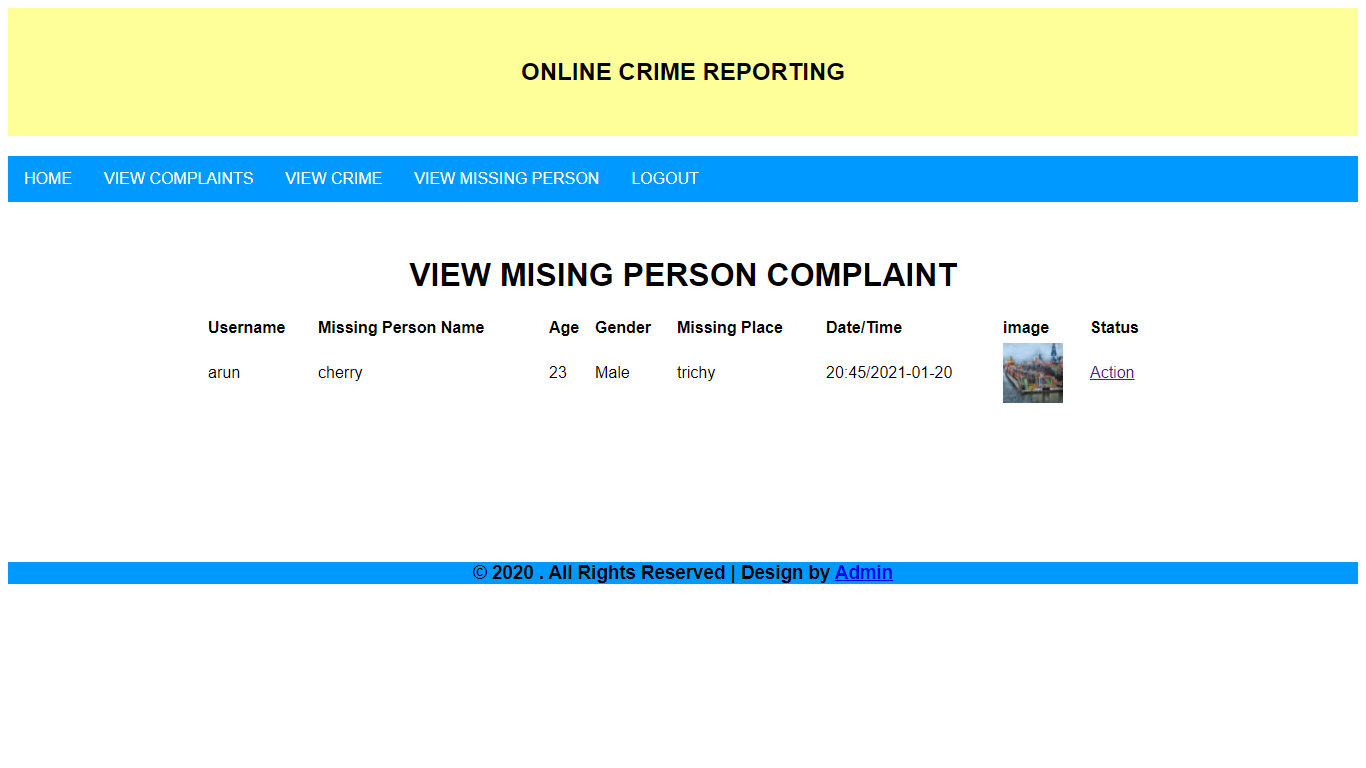 ONLINE CRIME REPORTING
HOME VIEW COMPLAINTS VIEW CRIME VIEW MISSING PERSON LOGOUT
VIEW MISING PERSON COMPLAINT
Username Missing Person Name Age Gender Missing Place Date/Time image Status
arun cherry 23 Male trichy 20:45/2021-01-20 Action
© 2020 . All Rights Reserved | Design by Admin